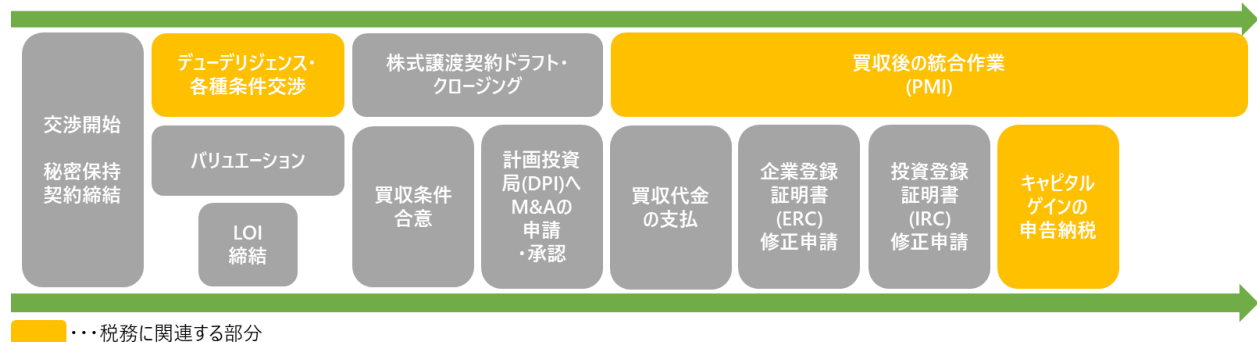 交渉開始
秘密保持
契約締結
デューデリジェンス・
各種条件交渉
バリュエーション
LOI
締結
株式譲渡契約ドラフト・
クロージング
買収条件
合意
計画投資
局(DPI)へ
M&Aの
申請
・承認
買収後の統合作業
(PMI)
買収代金
の支払
企業登録
証明書
(ERC)
修正申請
投資登録
証明書
(IRC)
修正申請
キャピタル
ゲインの
申告納税
・・・税務に関連する部分